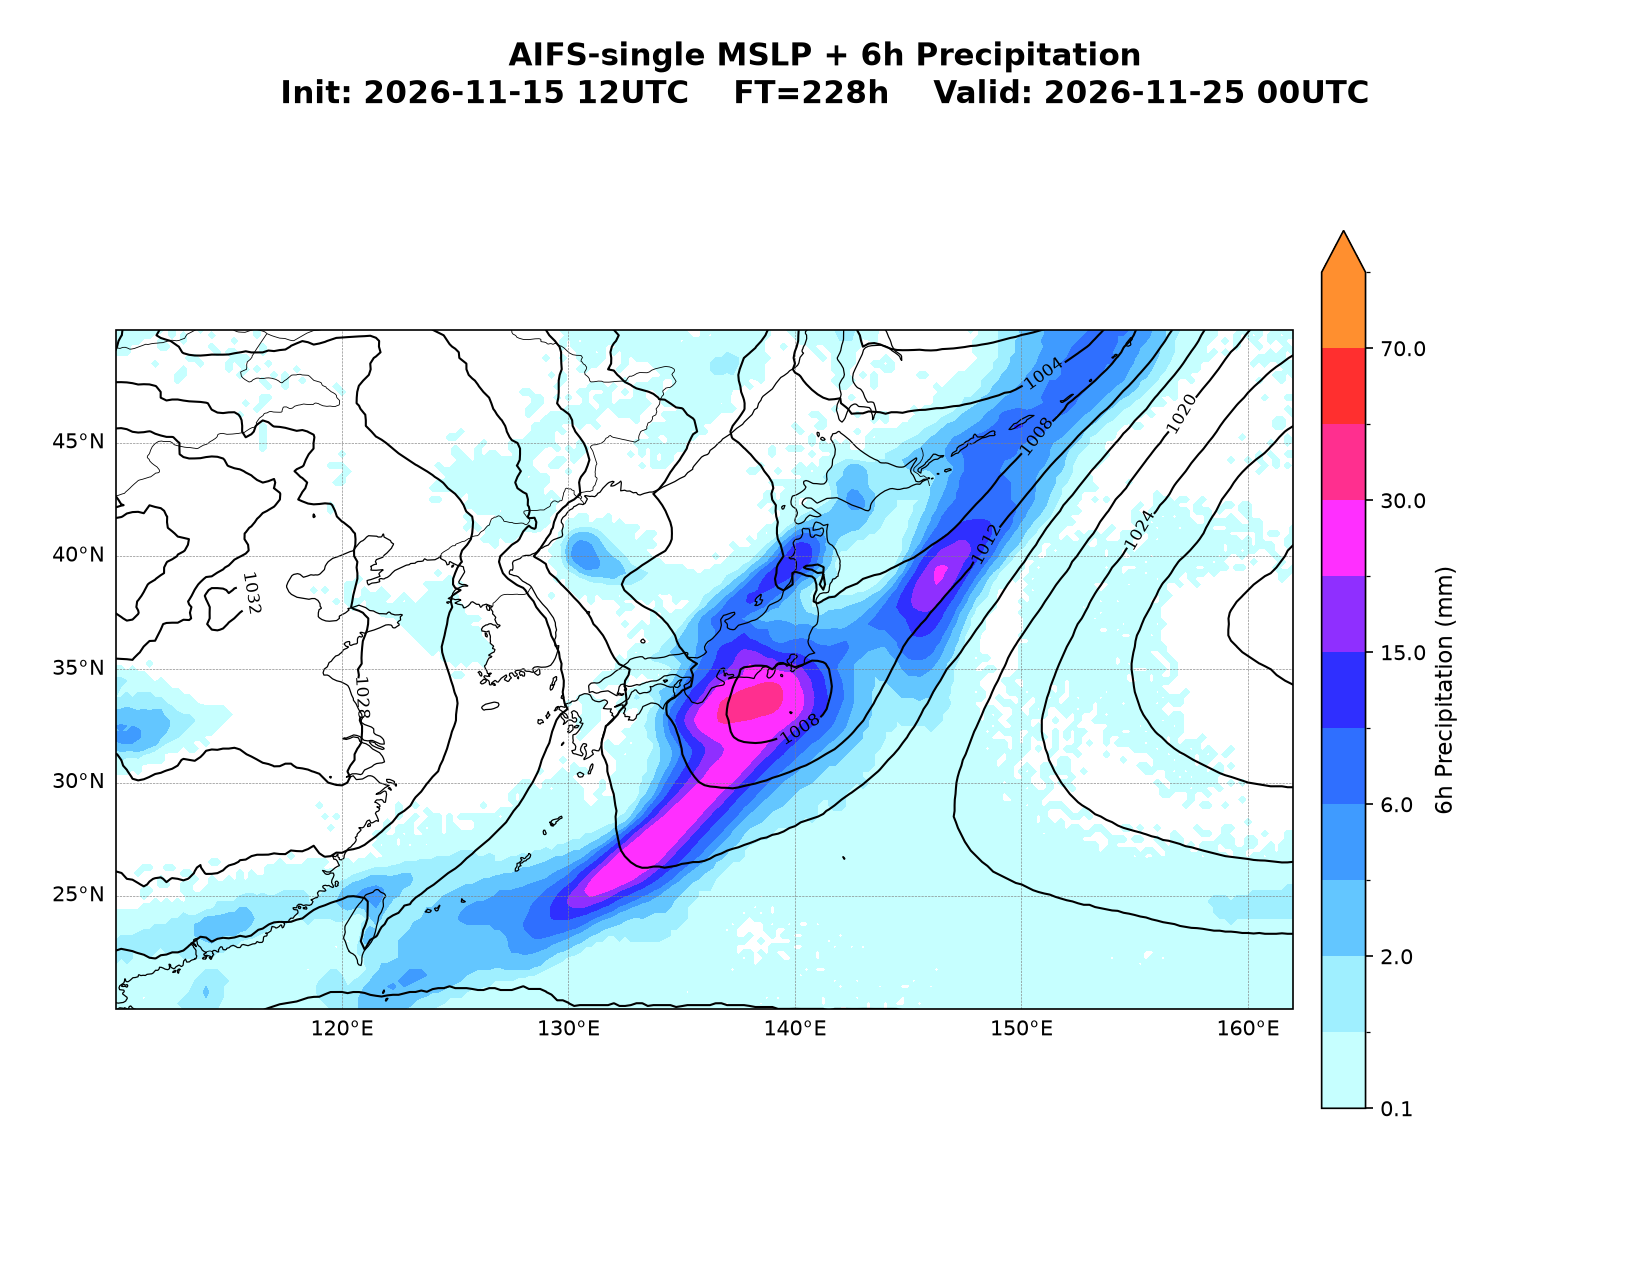 AIFS-single MSLP + 6h Precipitation
Init: 2026-11-15 12UTC    FT=228h    Valid: 2026-11-25 00UTC
1004
1020
1008
1024
1012
1032
1028
1008
45°N
40°N
35°N
30°N
25°N
120°E
130°E
140°E
150°E
160°E
70.0
30.0
15.0
6.0
2.0
0.1
6h Precipitation (mm)